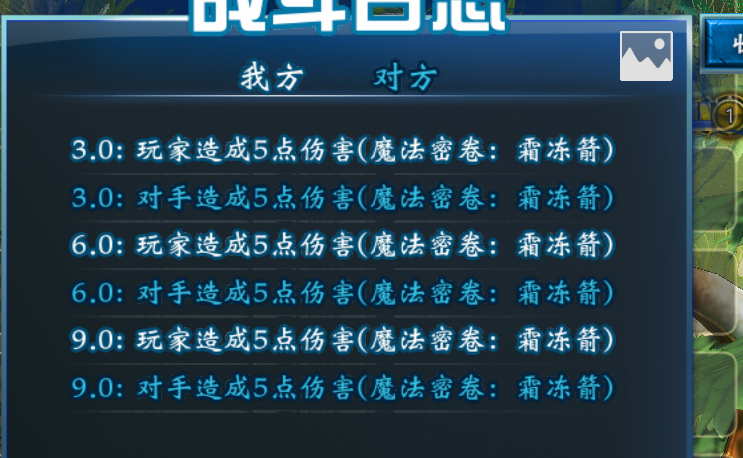 战斗日志
我方 对方
3.0: 玩家造成5点伤害(魔法密卷: 霜冻箭)
3.0: 对手造成5点伤害(魔法密卷: 霜冻箭)
6.0: 玩家造成5点伤害(魔法密卷: 霜冻箭)
6.0: 对手造成5点伤害(魔法密卷: 霜冻箭)
9.0: 玩家造成5点伤害(魔法密卷: 霜冻箭)
9.0: 对手造成5点伤害(魔法密卷: 霜冻箭)
1